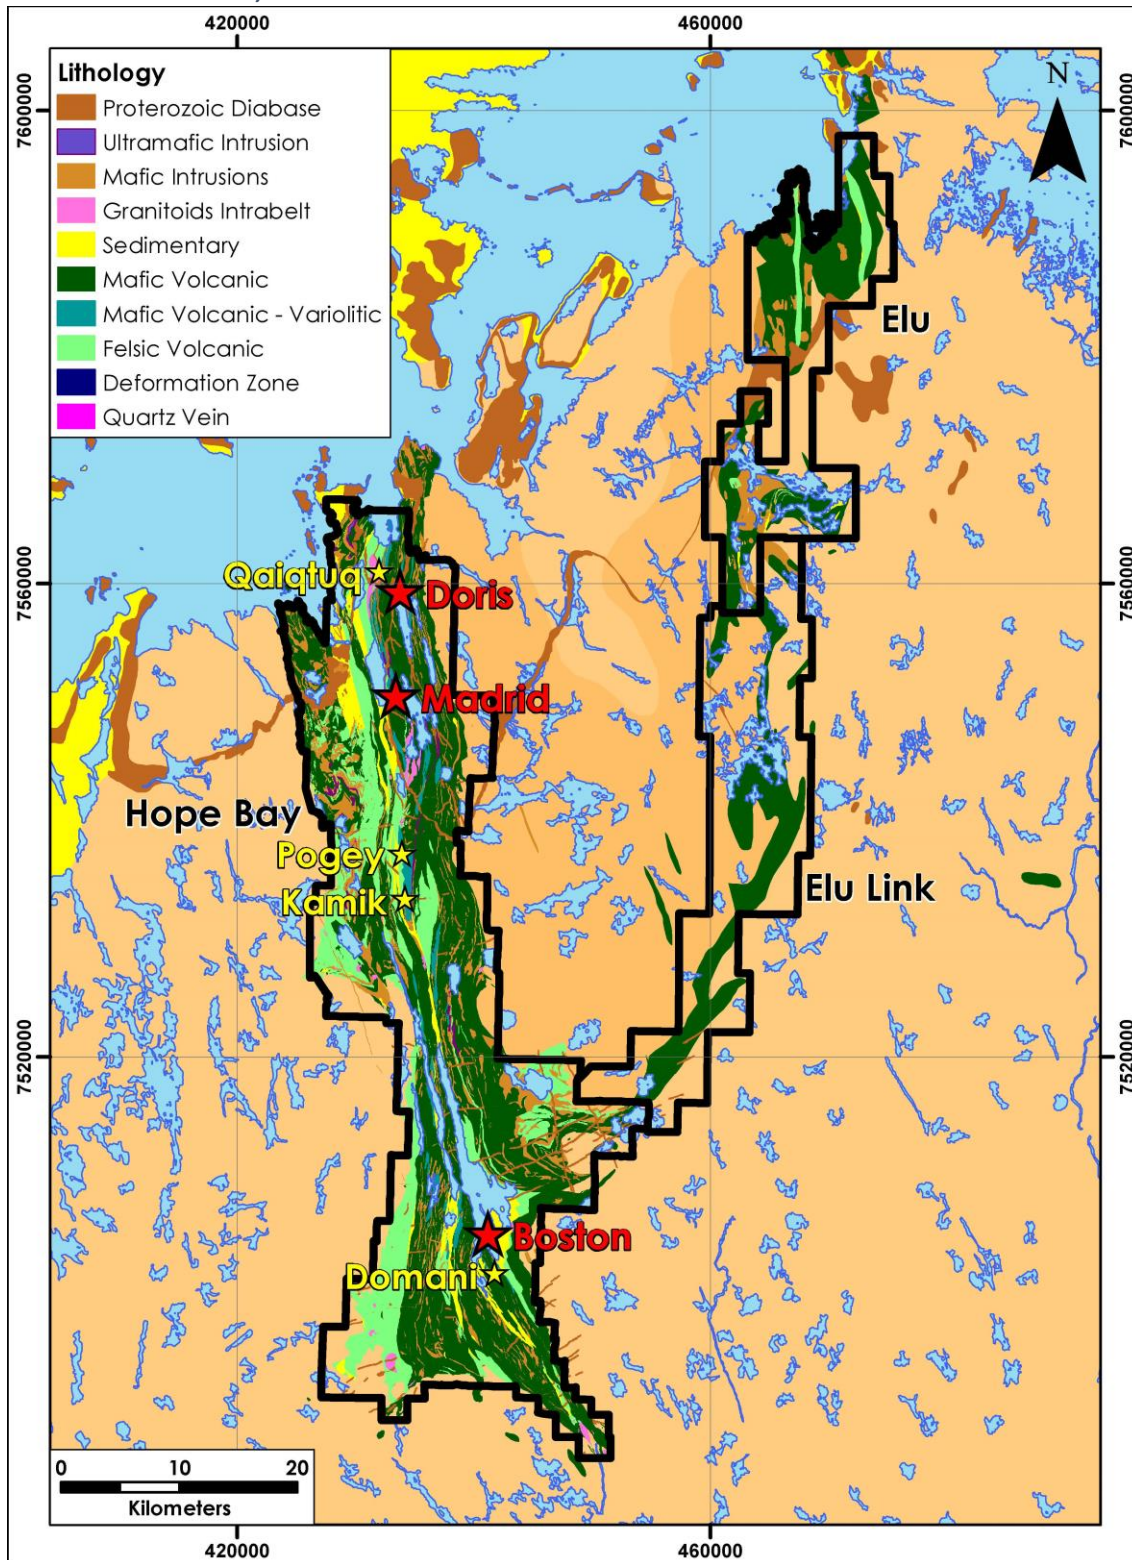 420000
460000
Lithology
Proterozoic Diabase
Ultramafic Intrusion
Mafic Intrusions
Granitoids Intrabelt
Sedimentary
Mafic Volcanic
Mafic Volcanic - Variolitic
Felsic Volcanic
Deformation Zone
Quartz Vein
N
7600000
7600000
Elu
Qaiqtuq
Doris
7560000
7560000
Madrid
Hope Bay
Pogey
Kamik
Elu Link
7520000
7520000
Boston
Domani
0 10 20
Kilometers
420000
460000